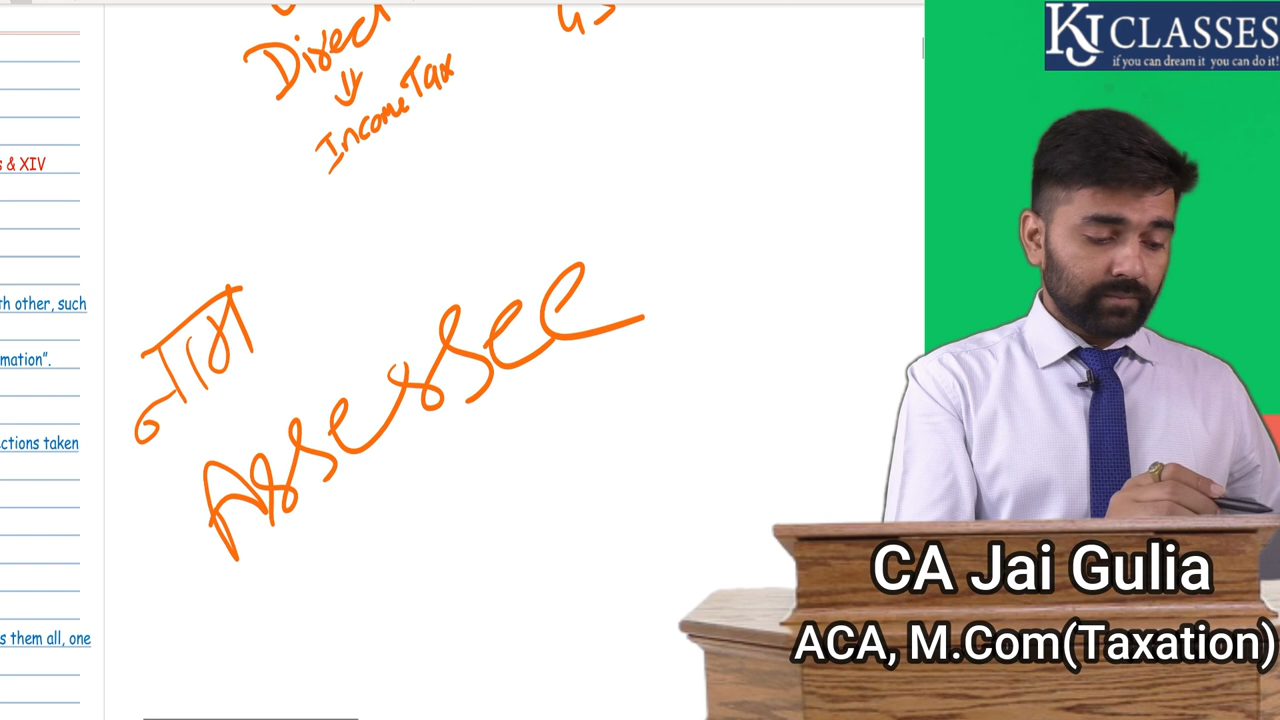 KJ CLASSES
if you can dream it you can do it!
Direct
Income Tax
s & XIV
th other, such
mation”.
ctions taken
s them all, one
नाम
Assessee
CA Jai Gulia
ACA, M.Com(Taxation)